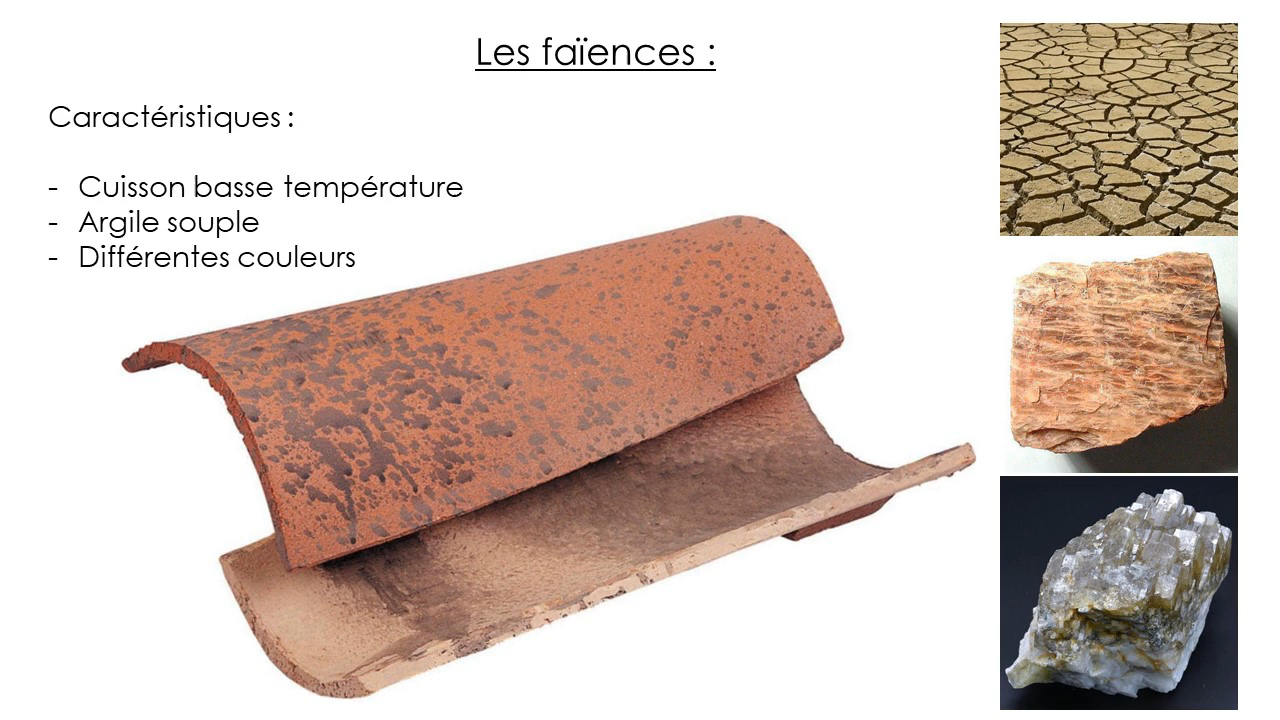 Les faïences :
Caractéristiques :
- Cuisson basse température
- Argile souple
- Différentes couleurs